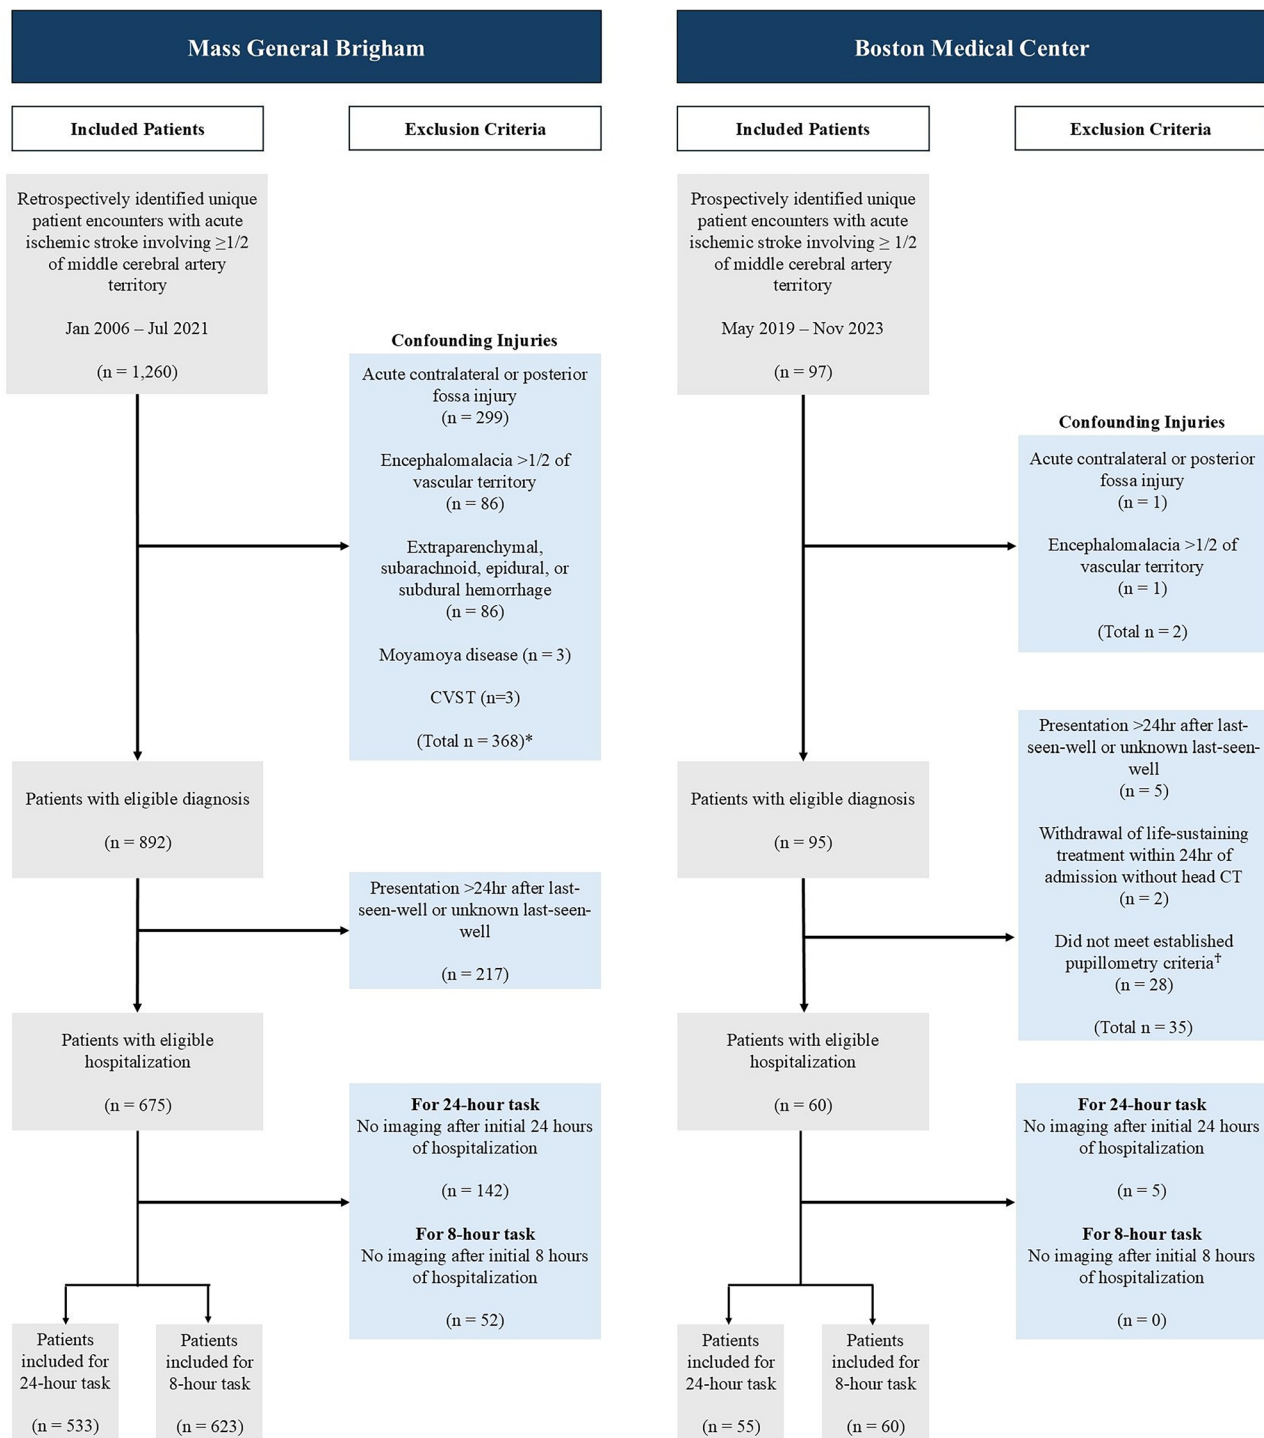 Mass General Brigham
Included Patients
Exclusion Criteria
Retrospectively identified unique
patient encounters with acute
ischemic stroke involving ≥1/2
of middle cerebral artery
territory
Jan 2006 – Jul 2021
(n = 1,260)
Confounding Injuries
Acute contralateral or posterior
fossa injury
(n = 299)
Encephalomalacia >1/2 of
vascular territory
(n = 86)
Extraparenchymal,
subarachnoid, epidural, or
subdural hemorrhage
(n = 86)
Moyamoya disease (n = 3)
CVST (n=3)
(Total n = 368)*
Patients with eligible diagnosis
(n = 892)
Presentation >24hr after last-
seen-well or unknown last-seen-
well
(n = 217)
Patients with eligible
hospitalization
(n = 675)
For 24-hour task
No imaging after initial 24 hours
of hospitalization
(n = 142)
For 8-hour task
No imaging after initial 8 hours
of hospitalization
(n = 52)
Patients
included for
24-hour task
(n = 533)
Patients
included for
8-hour task
(n = 623)
Boston Medical Center
Included Patients
Exclusion Criteria
Prospectively identified unique
patient encounters with acute
ischemic stroke involving ≥ 1/2
of middle cerebral artery
territory
May 2019 – Nov 2023
(n = 97)
Confounding Injuries
Acute contralateral or posterior
fossa injury
(n = 1)
Encephalomalacia >1/2 of
vascular territory
(n = 1)
(Total n = 2)
Patients with eligible diagnosis
(n = 95)
Presentation >24hr after last-
seen-well or unknown last-seen-
well
(n = 5)
Withdrawal of life-sustaining
treatment within 24hr of
admission without head CT
(n = 2)
Did not meet established
pupillometry criteria†
(n = 28)
(Total n = 35)
Patients with eligible
hospitalization
(n = 60)
For 24-hour task
No imaging after initial 24 hours
of hospitalization
(n = 5)
For 8-hour task
No imaging after initial 8 hours
of hospitalization
(n = 0)
Patients
included for
24-hour task
(n = 55)
Patients
included for
8-hour task
(n = 60)